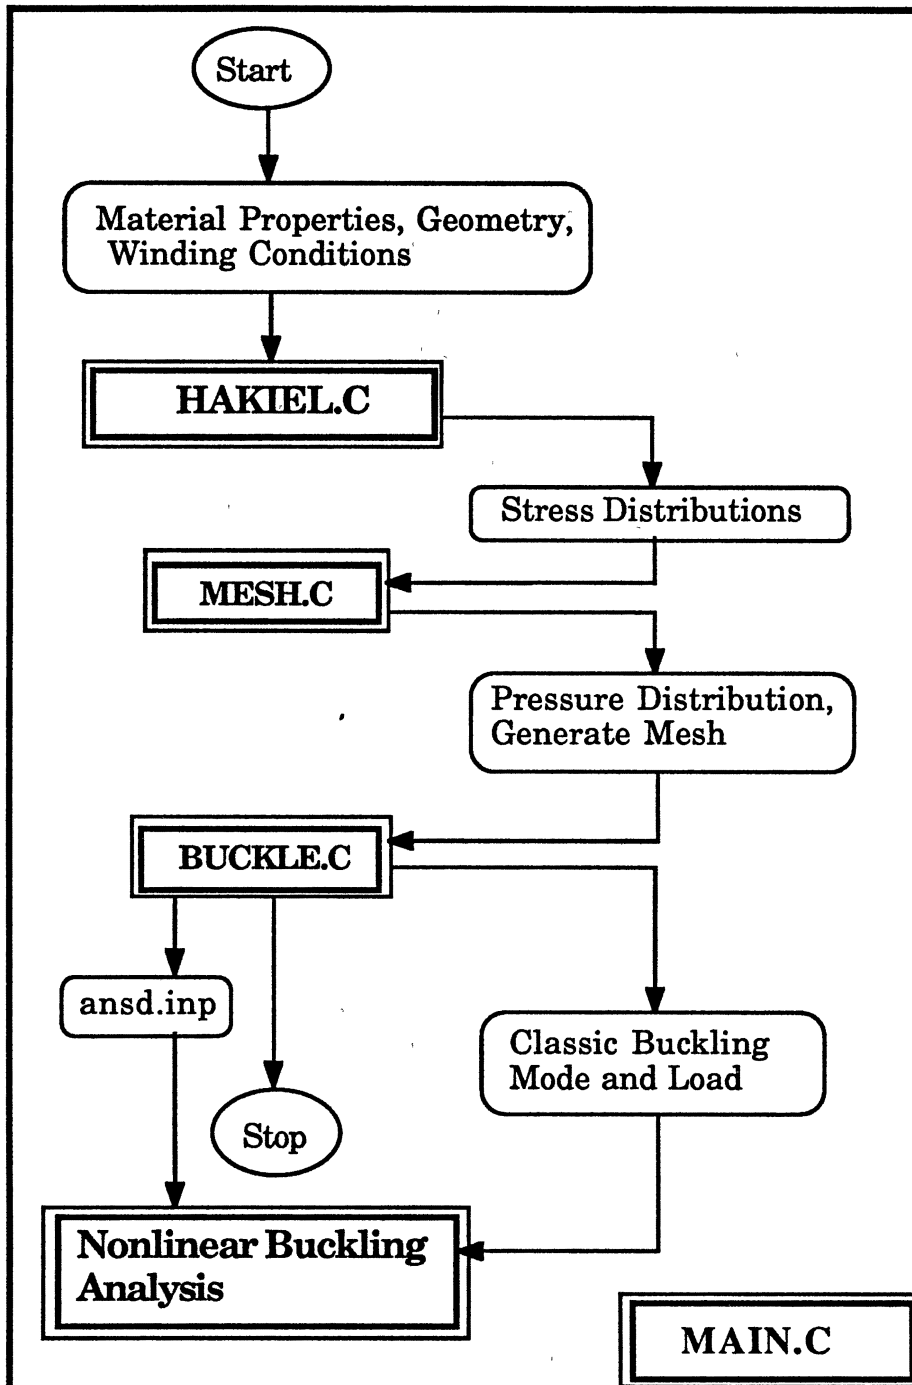 Start
Material Properties, Geometry,
Winding Conditions
HAKIEL.C
Stress Distributions
MESH.C
Pressure Distribution,
Generate Mesh
BUCKLE.C
ansd.inp
Classic Buckling
Mode and Load
Stop
Nonlinear Buckling
Analysis
MAIN.C